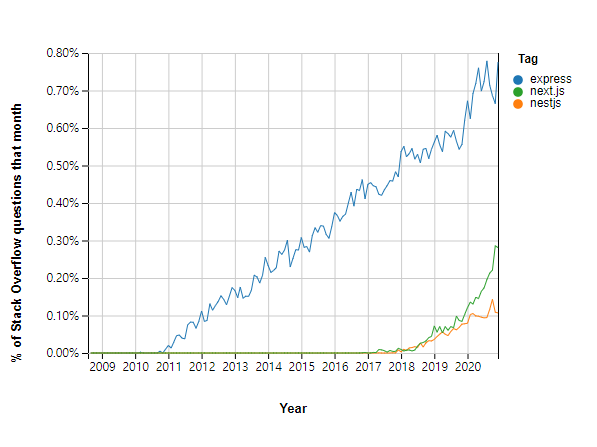 % of Stack Overflow questions that month
0.80%
0.70%
0.60%
0.50%
0.40%
0.30%
0.20%
0.10%
0.00%
2009 2010 2011 2012 2013 2014 2015 2016 2017 2018 2019 2020
Year
Tag
express
next.js
nestjs